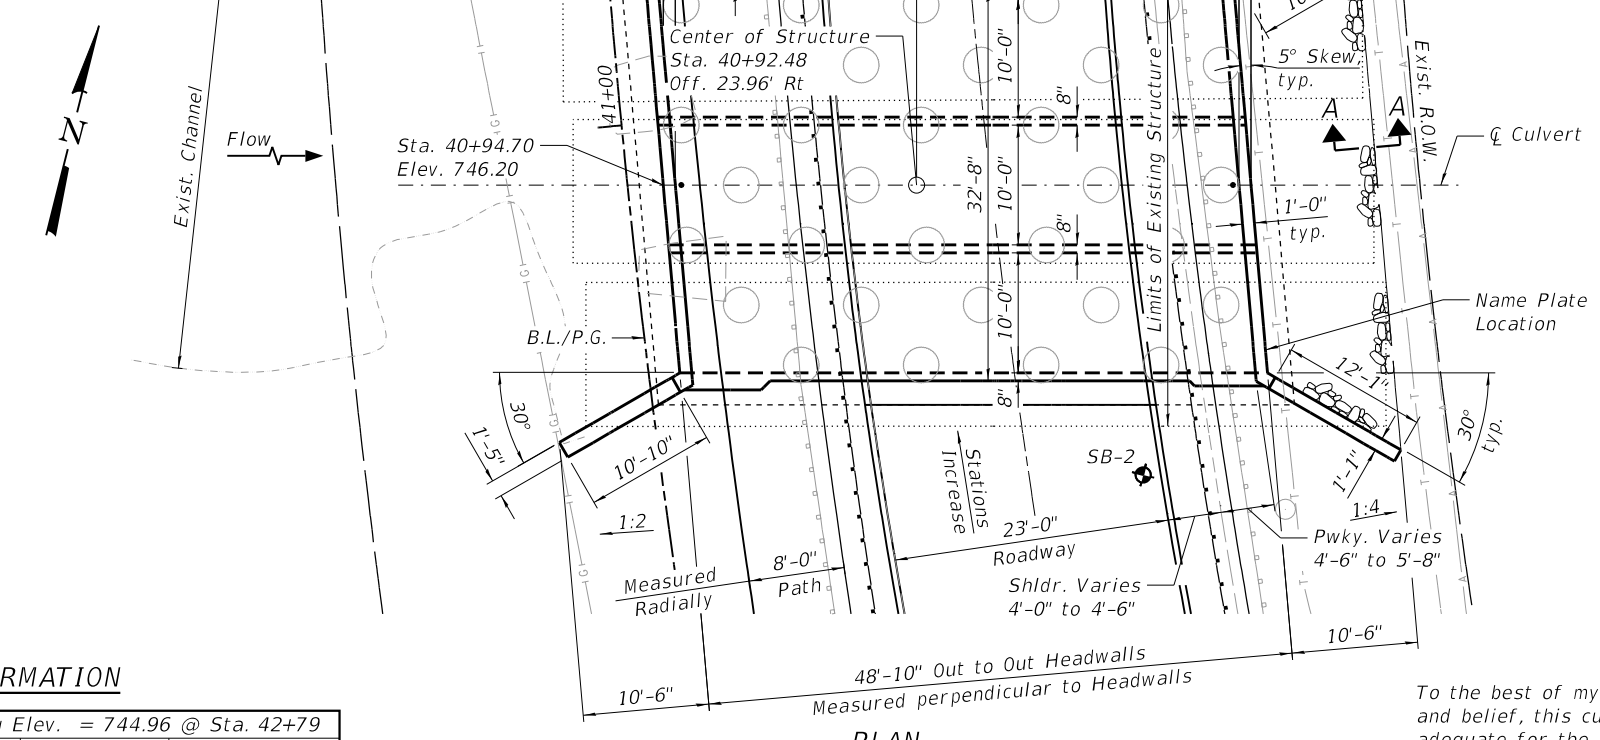 Center of Structure
Sta. 40+92.48
Off. 23.96' Rt
41+00
10'-0"
5° Skew,
typ.
Exist. R.O.W.
A
A
℄ Culvert
N
Exist. Channel
Flow
Sta. 40+94.70
Elev. 746.20
8"
32'-8"
10'-0"
8"
Limits of Existing Structure
1'-0"
typ.
Name Plate
Location
B.L./P.G.
10'-0"
8"
12'-1"
30°
typ.
30°
1'-5"
10'-10"
1:2
Stations
Increase
SB-2
1'-1"
1:4
23'-0"
Roadway
Pwky. Varies
4'-6" to 5'-8"
8'-0"
Path
Measured
Radially
Shldr. Varies
4'-0" to 4'-6"
10'-6"
48'-10" Out to Out Headwalls
Measured perpendicular to Headwalls
10'-6"
RMATION
Elev. = 744.96 @ Sta. 42+79
PLAN
To the best of my
and belief, this cu
adequate for the